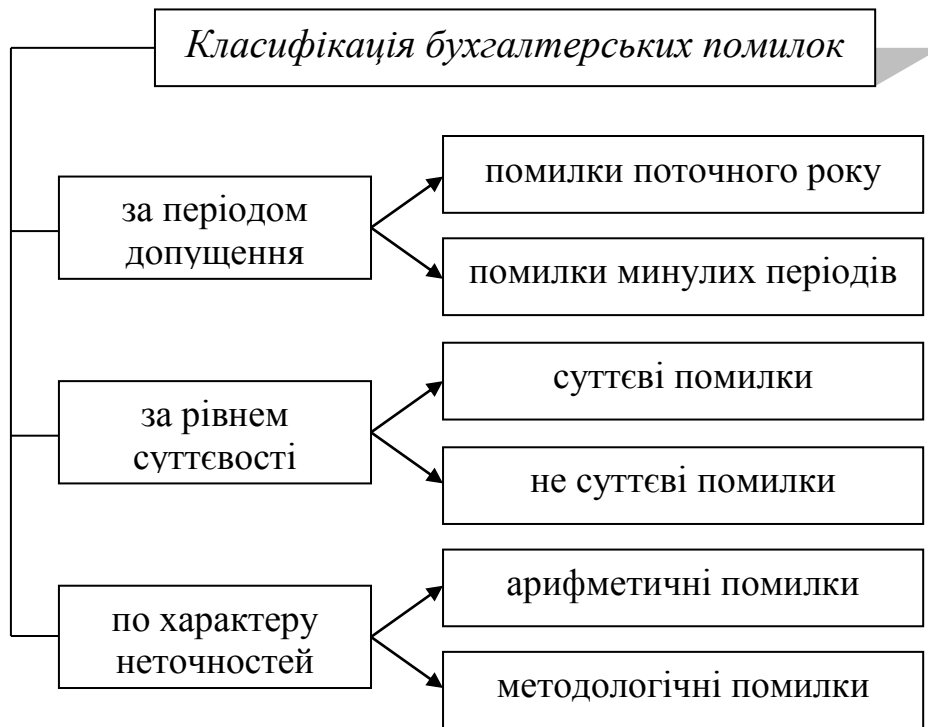 Класифікація бухгалтерських помилок
за періодом
допущення
помилки поточного року
помилки минулих періодів
за рівнем
суттєвості
суттєві помилки
не суттєві помилки
по характеру
неточностей
арифметичні помилки
методологічні помилки